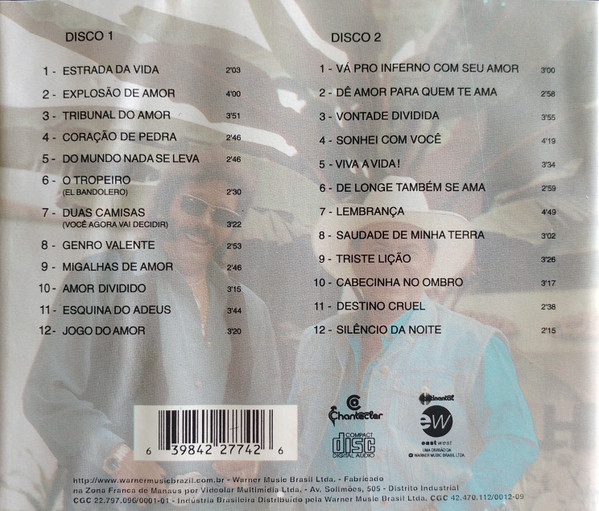 DISCO 1
1 - ESTRADA DA VIDA 2'03
2 - EXPLOSÃO DE AMOR 4'00
3 - TRIBUNAL DO AMOR 3'51
4 - CORAÇÃO DE PEDRA 2'46
5 - DO MUNDO NADA SE LEVA 2'46
6 - O TROPEIRO
(EL BANDOLERO) 2'30
7 - DUAS CAMISAS
(VOCÊ AGORA VAI DECIDIR) 3'22
8 - GENRO VALENTE 2'53
9 - MIGALHAS DE AMOR 2'46
10 - AMOR DIVIDIDO 3'15
11 - ESQUINA DO ADEUS 3'44
12- JOGO DO AMOR 3'20
DISCO 2
1 - VÁ PRO INFERNO COM SEU AMOR 3'00
2 - DÊ AMOR PARA QUEM TE AMA 2'58
3 - VONTADE DIVIDIDA 3'55
4 - SONHEI COM VOCÊ 4'19
5 - VIVA A VIDA! 3'34
6 - DE LONGE TAMBÉM SE AMA 2'59
7 - LEMBRANÇA 4'49
8 - SAUDADE DE MINHA TERRA 3'02
9 - TRISTE LIÇÃO 3'26
10 - CABECINHA NO OMBRO 3'17
11 - DESTINO CRUEL 2'38
12 - SILÊNCIO DA NOITE 2'15
6 39842 27742 6
Chantecler
COMPACT
disc
DIGITAL AUDIO
Continental
ew
east west
UMA DIVISÃO DA
WARNER MUSIC BRASIL LTDA.
http://www.warnermusicbrazil.com.br - Warner Music Brasil Ltda. - Fabricado
na Zona Franca de Manaus por Videolar Multimídia Ltda. - Av. Solimões, 505 - Distrito Industrial
CGC 22.797.096/0001-01 - Indústria Brasileira Distribuído pela Warner Music Brasil Ltda. CGC 42.470.112/0012-09